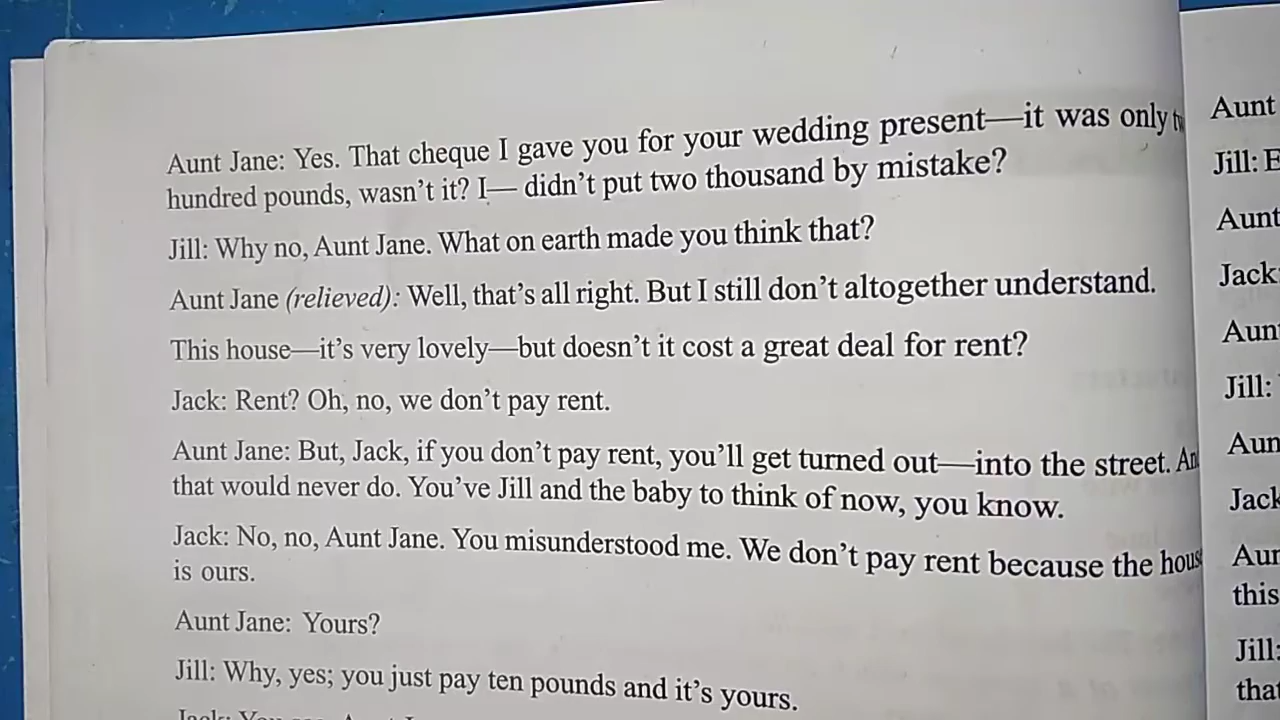 Aunt Jane: Yes. That cheque I gave you for your wedding present—it was only
hundred pounds, wasn't it? I— didn't put two thousand by mistake?
Jill: Why no, Aunt Jane. What on earth made you think that?
Aunt Jane (relieved): Well, that's all right. But I still don't altogether understand.
This house—it's very lovely—but doesn't it cost a great deal for rent?
Jack: Rent? Oh, no, we don't pay rent.
Aunt Jane: But, Jack, if you don't pay rent, you'll get turned out—into the street.
that would never do. You've Jill and the baby to think of now, you know.
Jack: No, no, Aunt Jane. You misunderstood me. We don't pay rent because the
is ours.
Aunt Jane: Yours?
Jill: Why, yes; you just pay ten pounds and it's yours.
Aunt
Jill:
Aunt
Jack
Jill:
Aun
Jack
this
Jill:
that